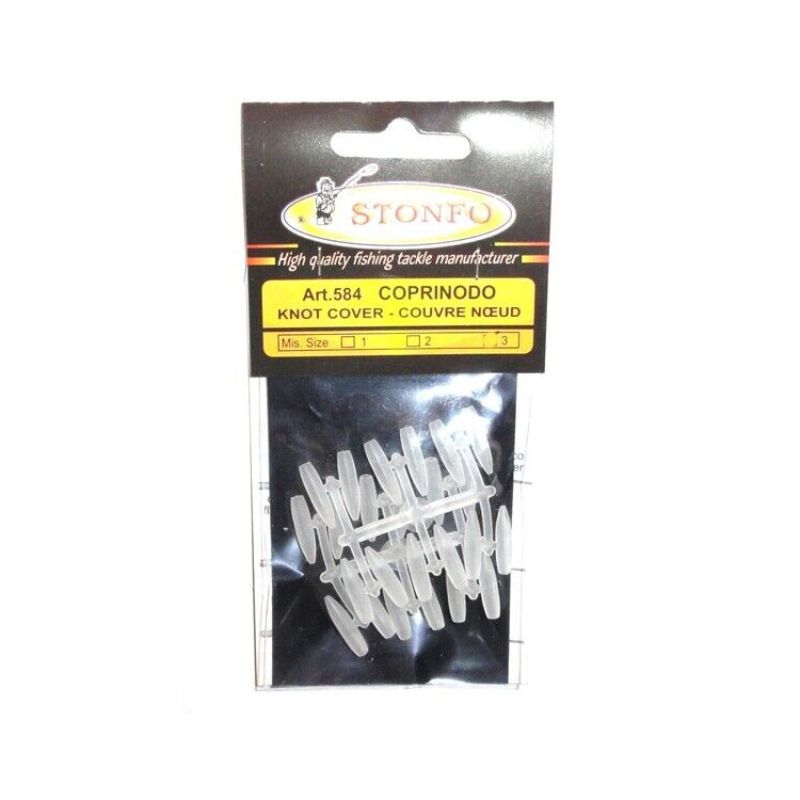 ® STONFO
High quality fishing tackle manufacturer
Art.584 COPRINODO
KNOT COVER - COUVRE NŒUD
Mis. Size 1 2 3